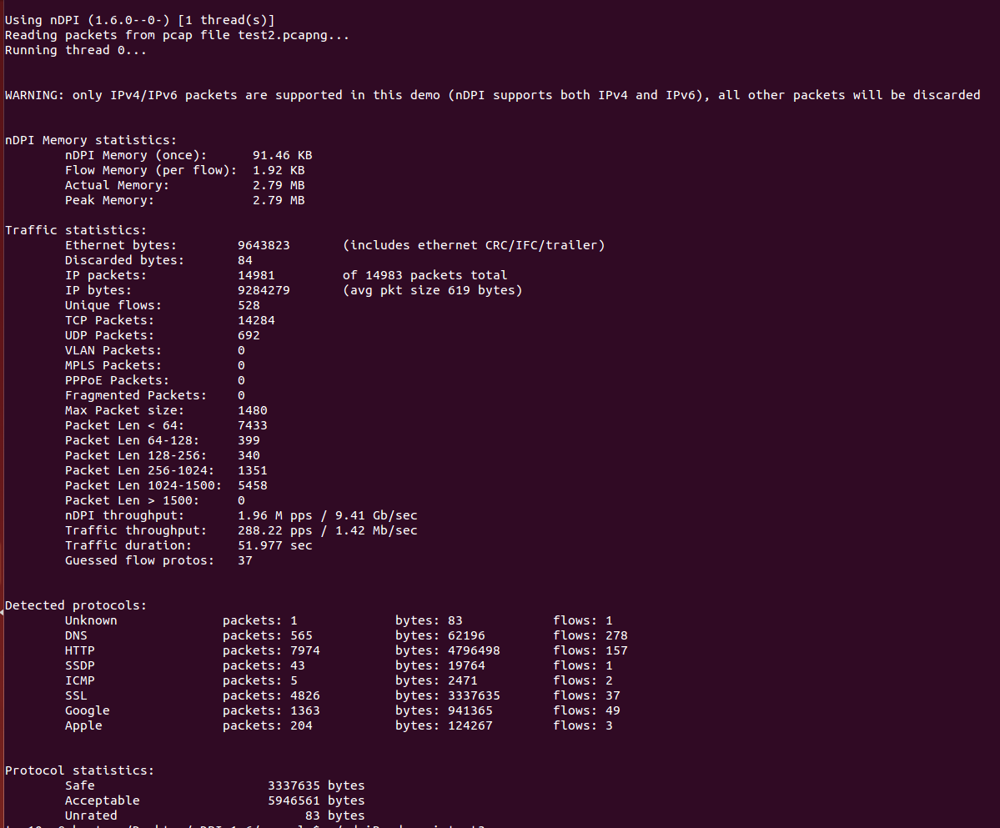 Using nDPI (1.6.0--0-) [1 thread(s)]
Reading packets from pcap file test2.pcapng...
Running thread 0...
WARNING: only IPv4/IPv6 packets are supported in this demo (nDPI supports both IPv4 and IPv6), all other packets will be discarded
nDPI Memory statistics:
nDPI Memory (once): 91.46 KB
Flow Memory (per flow): 1.92 KB
Actual Memory: 2.79 MB
Peak Memory: 2.79 MB
Traffic statistics:
Ethernet bytes: 9643823 (includes ethernet CRC/IFC/trailer)
Discarded bytes: 84
IP packets: 14981 of 14983 packets total
IP bytes: 9284279 (avg pkt size 619 bytes)
Unique flows: 528
TCP Packets: 14284
UDP Packets: 692
VLAN Packets: 0
MPLS Packets: 0
PPPoE Packets: 0
Fragmented Packets: 0
Max Packet size: 1480
Packet Len < 64: 7433
Packet Len 64-128: 399
Packet Len 128-256: 340
Packet Len 256-1024: 1351
Packet Len 1024-1500: 5458
Packet Len > 1500: 0
nDPI throughput: 1.96 M pps / 9.41 Gb/sec
Traffic throughput: 288.22 pps / 1.42 Mb/sec
Traffic duration: 51.977 sec
Guessed flow protos: 37
Detected protocols:
Unknown packets: 1 bytes: 83 flows: 1
DNS packets: 565 bytes: 62196 flows: 278
HTTP packets: 7974 bytes: 4796498 flows: 157
SSDP packets: 43 bytes: 19764 flows: 1
ICMP packets: 5 bytes: 2471 flows: 2
SSL packets: 4826 bytes: 3337635 flows: 37
Google packets: 1363 bytes: 941365 flows: 49
Apple packets: 204 bytes: 124267 flows: 3
Protocol statistics:
Safe 3337635 bytes
Acceptable 5946561 bytes
Unrated 83 bytes